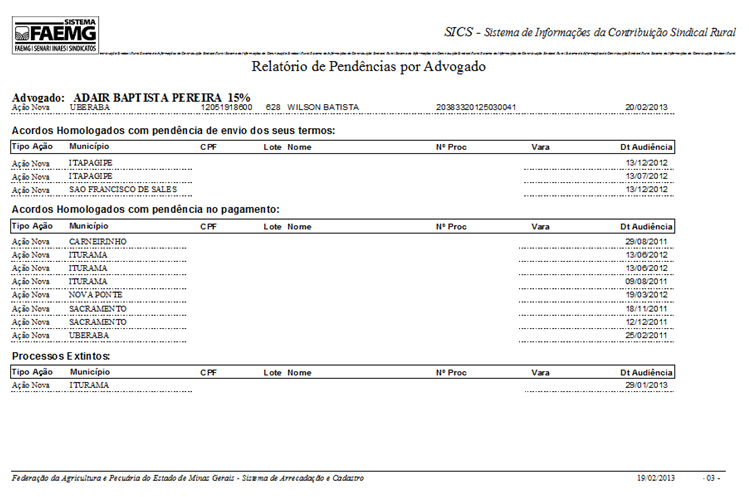 SISTEMA
FAEMG
FAEMG | SENAR | INAES | SINDICATOS
SICS - Sistema de Informações da Contribuição Sindical Rural
Relatório de Pendências por Advogado
Advogado: ADAIR BAPTISTA PEREIRA 15%
Ação Nova UBERABA 12051918600 628 WILSON BATISTA 20383320125030041 20/02/2013
Acordos Homologados com pendência de envio dos seus termos:
Tipo Ação Município CPF Lote Nome Nº Proc Vara Dt Audiência
Ação Nova ITAPAGIPE 13/12/2012
Ação Nova ITAPAGIPE 13/07/2012
Ação Nova SAO FRANCISCO DE SALES 13/12/2012
Acordos Homologados com pendência no pagamento:
Tipo Ação Município CPF Lote Nome Nº Proc Vara Dt Audiência
Ação Nova CARNEIRINHO 29/08/2011
Ação Nova ITURAMA 13/06/2012
Ação Nova ITURAMA 13/06/2012
Ação Nova ITURAMA 09/08/2011
Ação Nova NOVA PONTE 19/03/2012
Ação Nova SACRAMENTO 18/11/2011
Ação Nova SACRAMENTO 12/12/2011
Ação Nova UBERABA 25/02/2011
Processos Extintos:
Tipo Ação Município CPF Lote Nome Nº Proc Vara Dt Audiência
Ação Nova ITURAMA 29/01/2013
Federação da Agricultura e Pecuária do Estado de Minas Gerais - Sistema de Arrecadação e Cadastro 19/02/2013 - 03 -